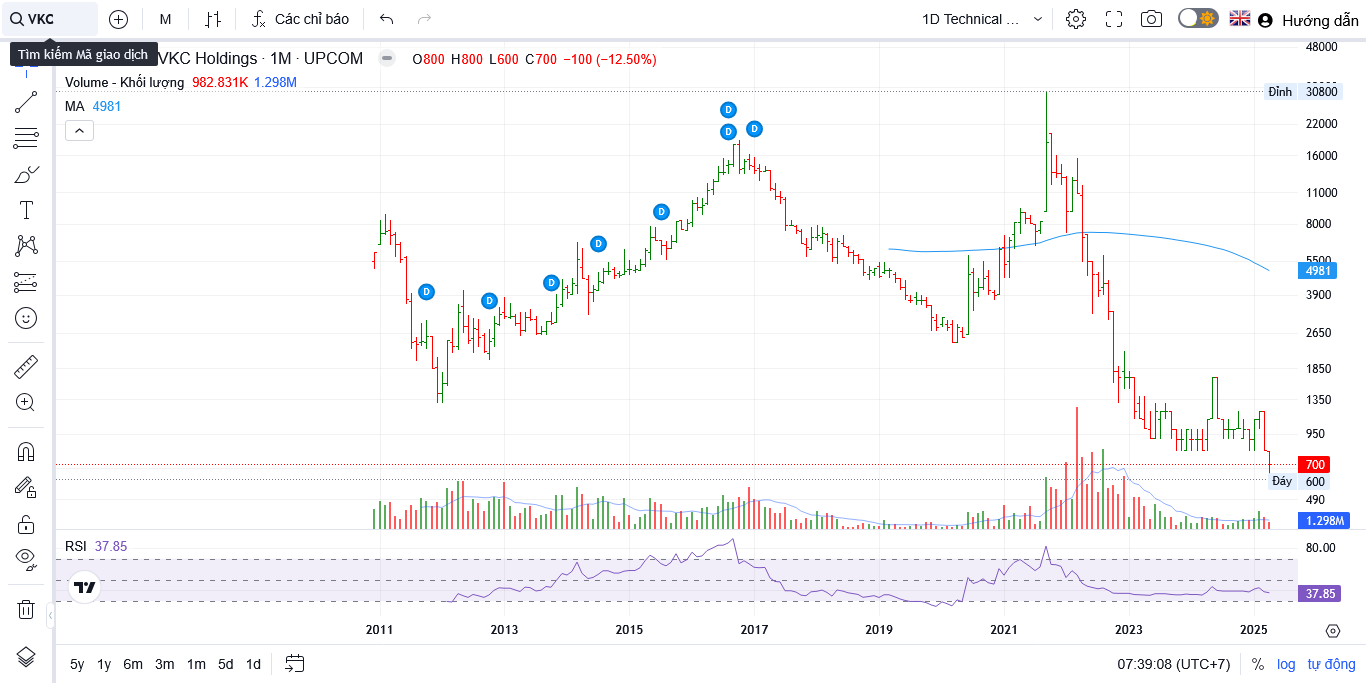 VKC M Các chỉ báo 1D Technical ... Hướng dẫn
Tìm kiếm Mã giao dịch
VKC Holdings · 1M · UPCOM O800 H800 L600 C700 −100 (−12.50%)
Volume - Khối lượng 982.831K 1.298M
MA 4981
48000
Đỉnh 30800
22000
16000
11000
8000
5500
4981
3900
2650
1850
1350
950
700
Đáy 600
490
1.298M
D
D D
D
D
D
D
D
RSI 37.85
80.00
37.85
2011 2013 2015 2017 2019 2021 2023 2025
5y 1y 6m 3m 1m 5d 1d 07:39:08 (UTC+7) % log tự động